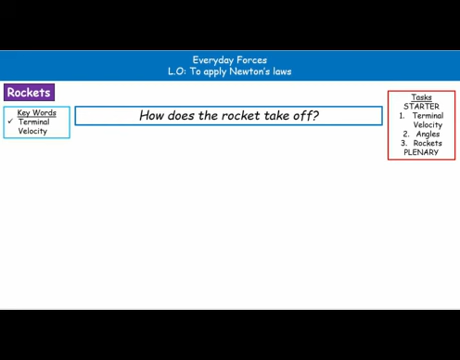 Everyday Forces
L.O: To apply Newton's laws
Rockets
Key Words
✓ Terminal
Velocity
How does the rocket take off?
Tasks
STARTER
1. Terminal
Velocity
2. Angles
3. Rockets
PLENARY